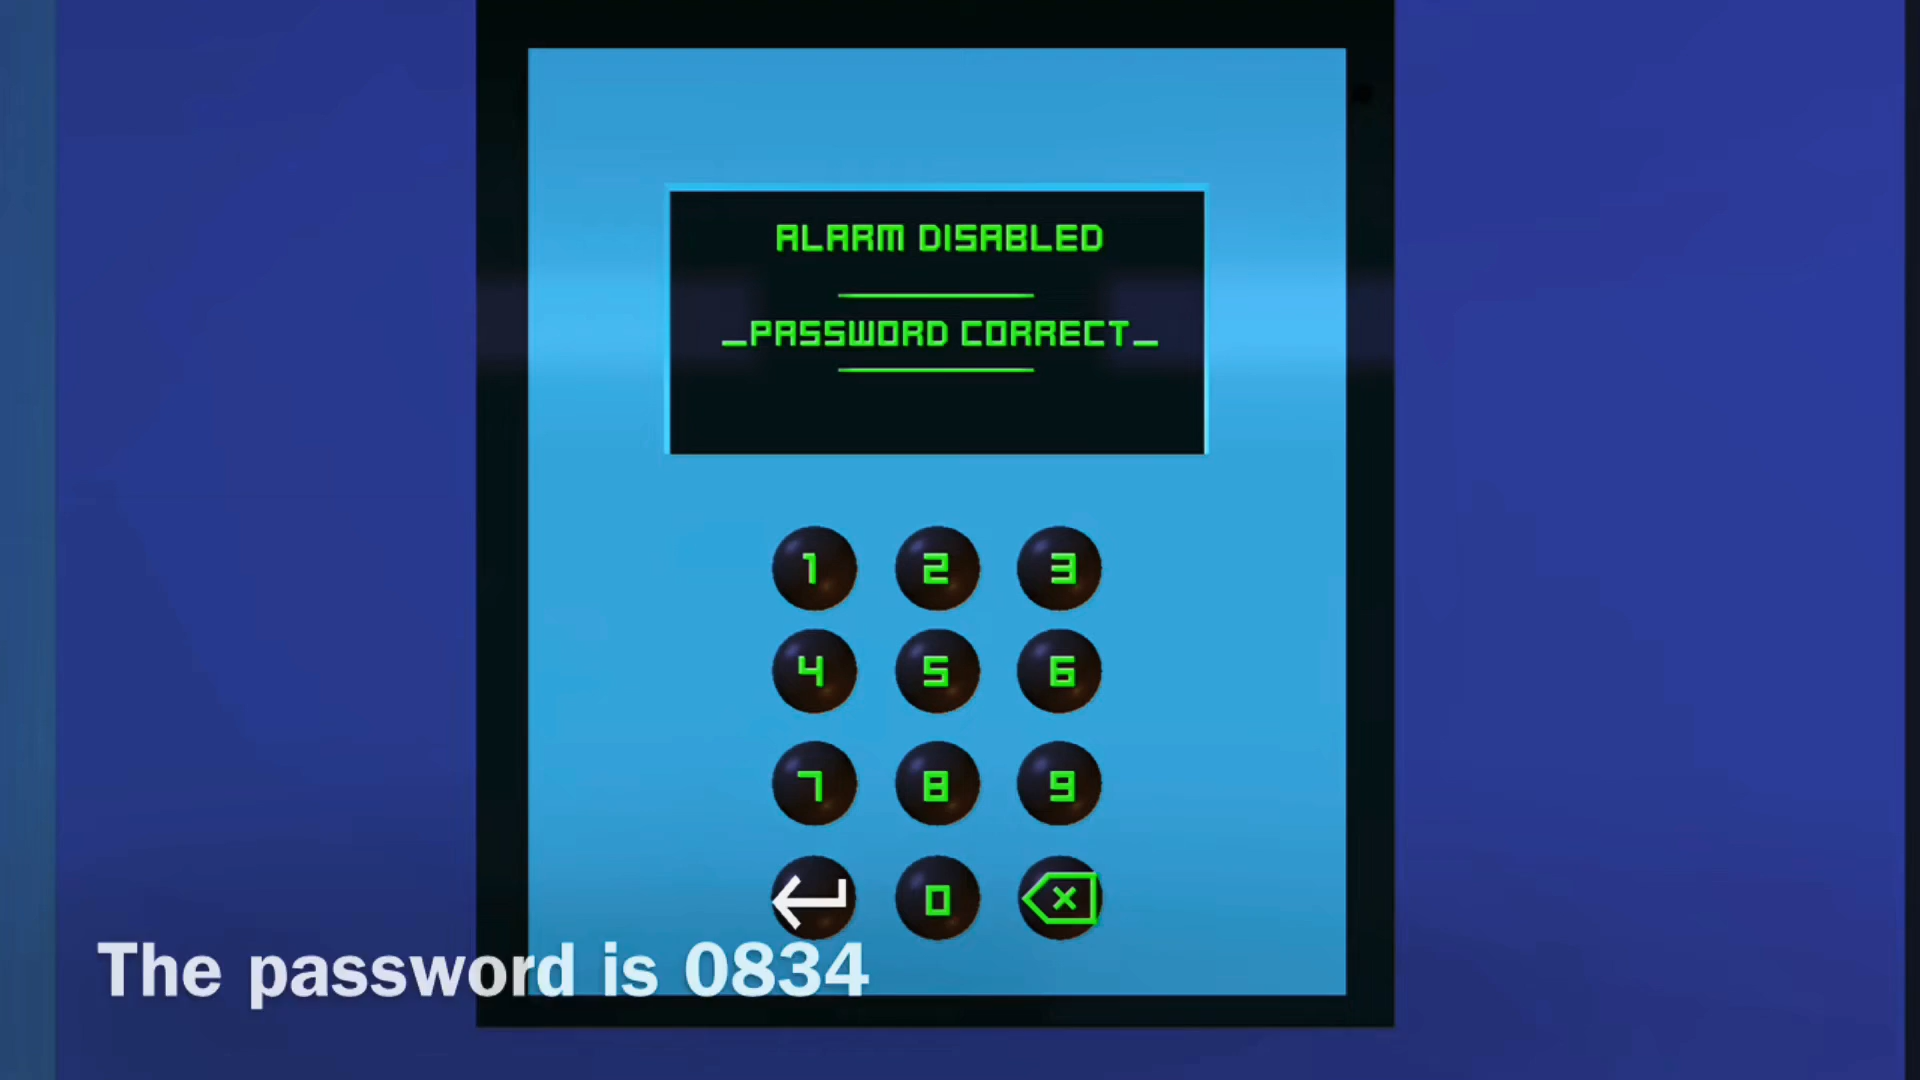 ALARM DISABLED
_PASSWORD CORRECT_
1 2 3
4 5 6
7 8 9
0
The password is 0834